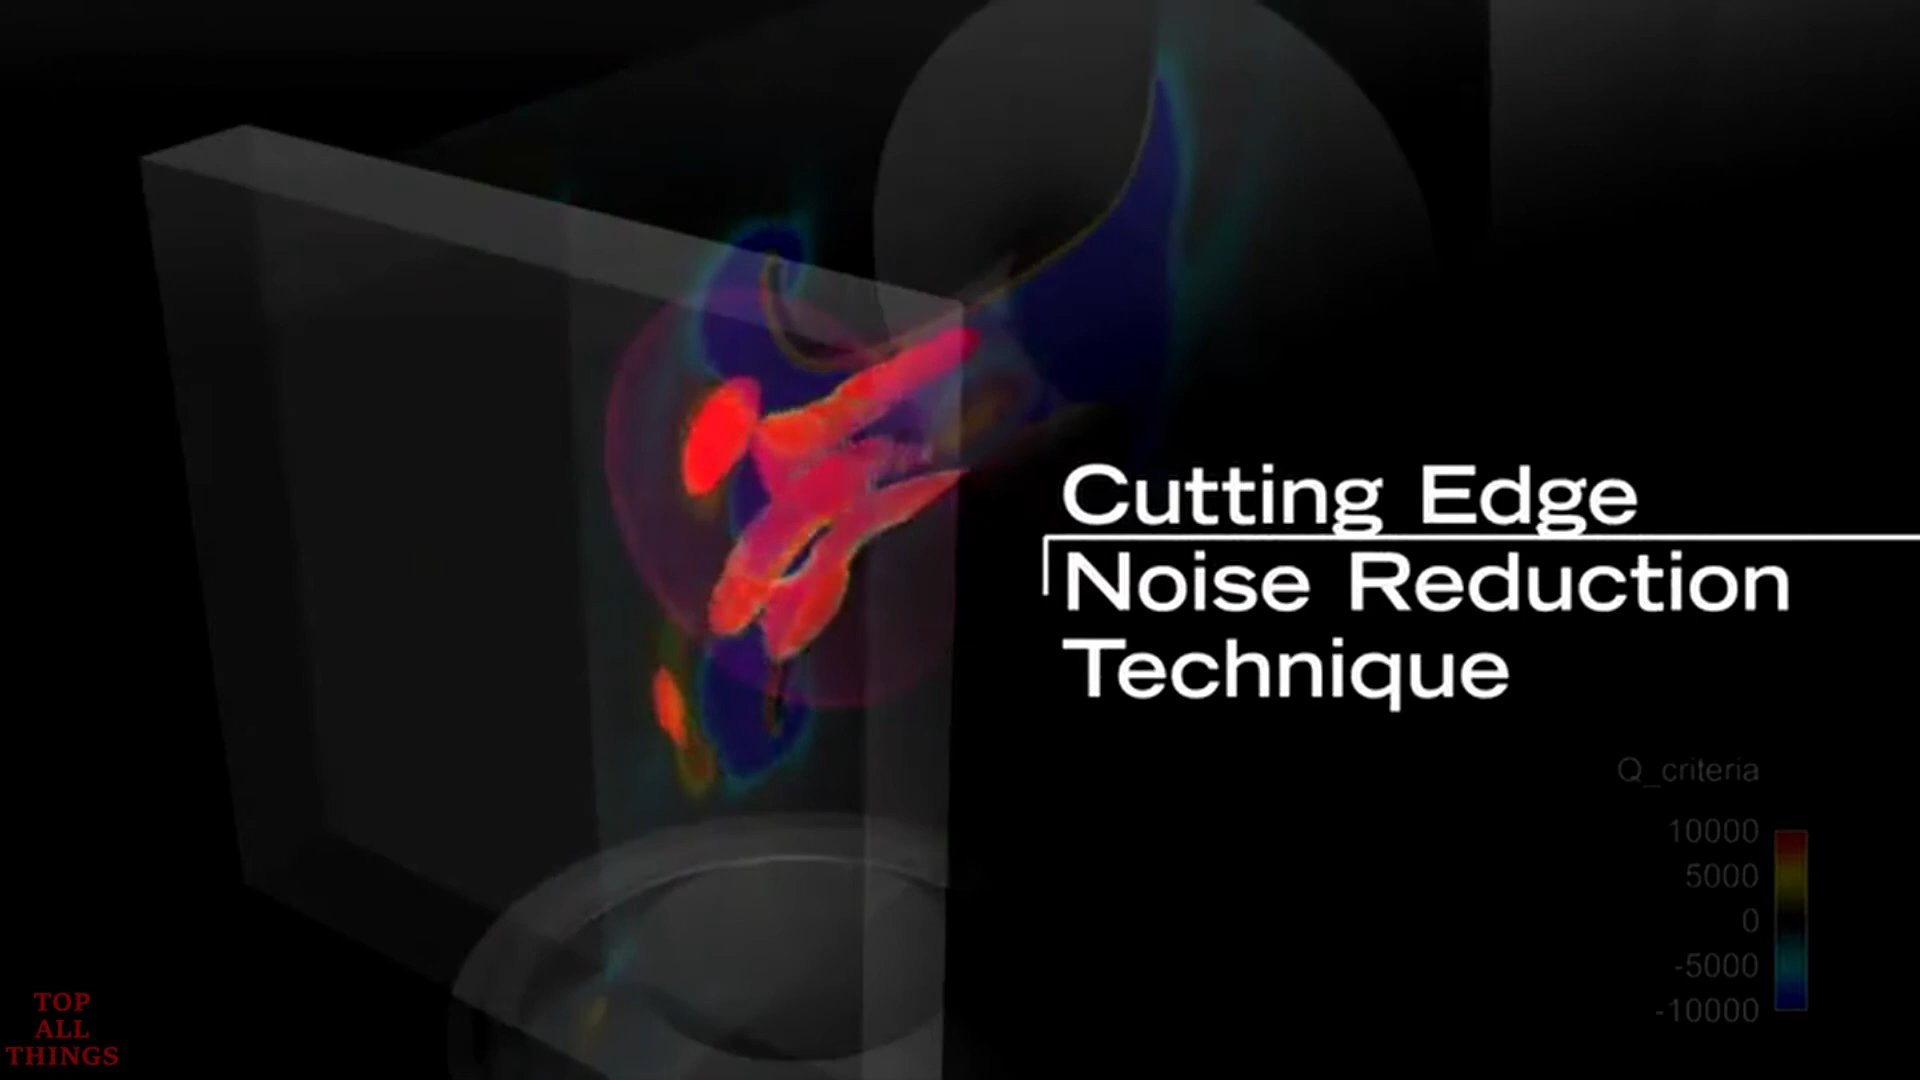 Cutting Edge
Noise Reduction
Technique
Q_criteria
10000
5000
0
-5000
-10000
TOP
ALL
THINGS